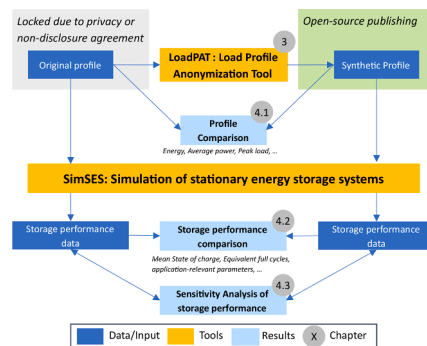 Locked due to privacy or
non-disclosure agreement
Open-source publishing
3
LoadPAT : Load Profile
Anonymization Tool
Original profile
Synthetic Profile
4.1
Profile
Comparison
Energy, Average power, Peak load, ...
SimSES: Simulation of stationary energy storage systems
4.2
Storage performance
data
Storage performance
comparison
Storage performance
data
Mean State of charge, Equivalent full cycles,
application-relevant parameters, ...
4.3
Sensitivity Analysis of
storage performance
Data/Input
Tools
Results
X
Chapter